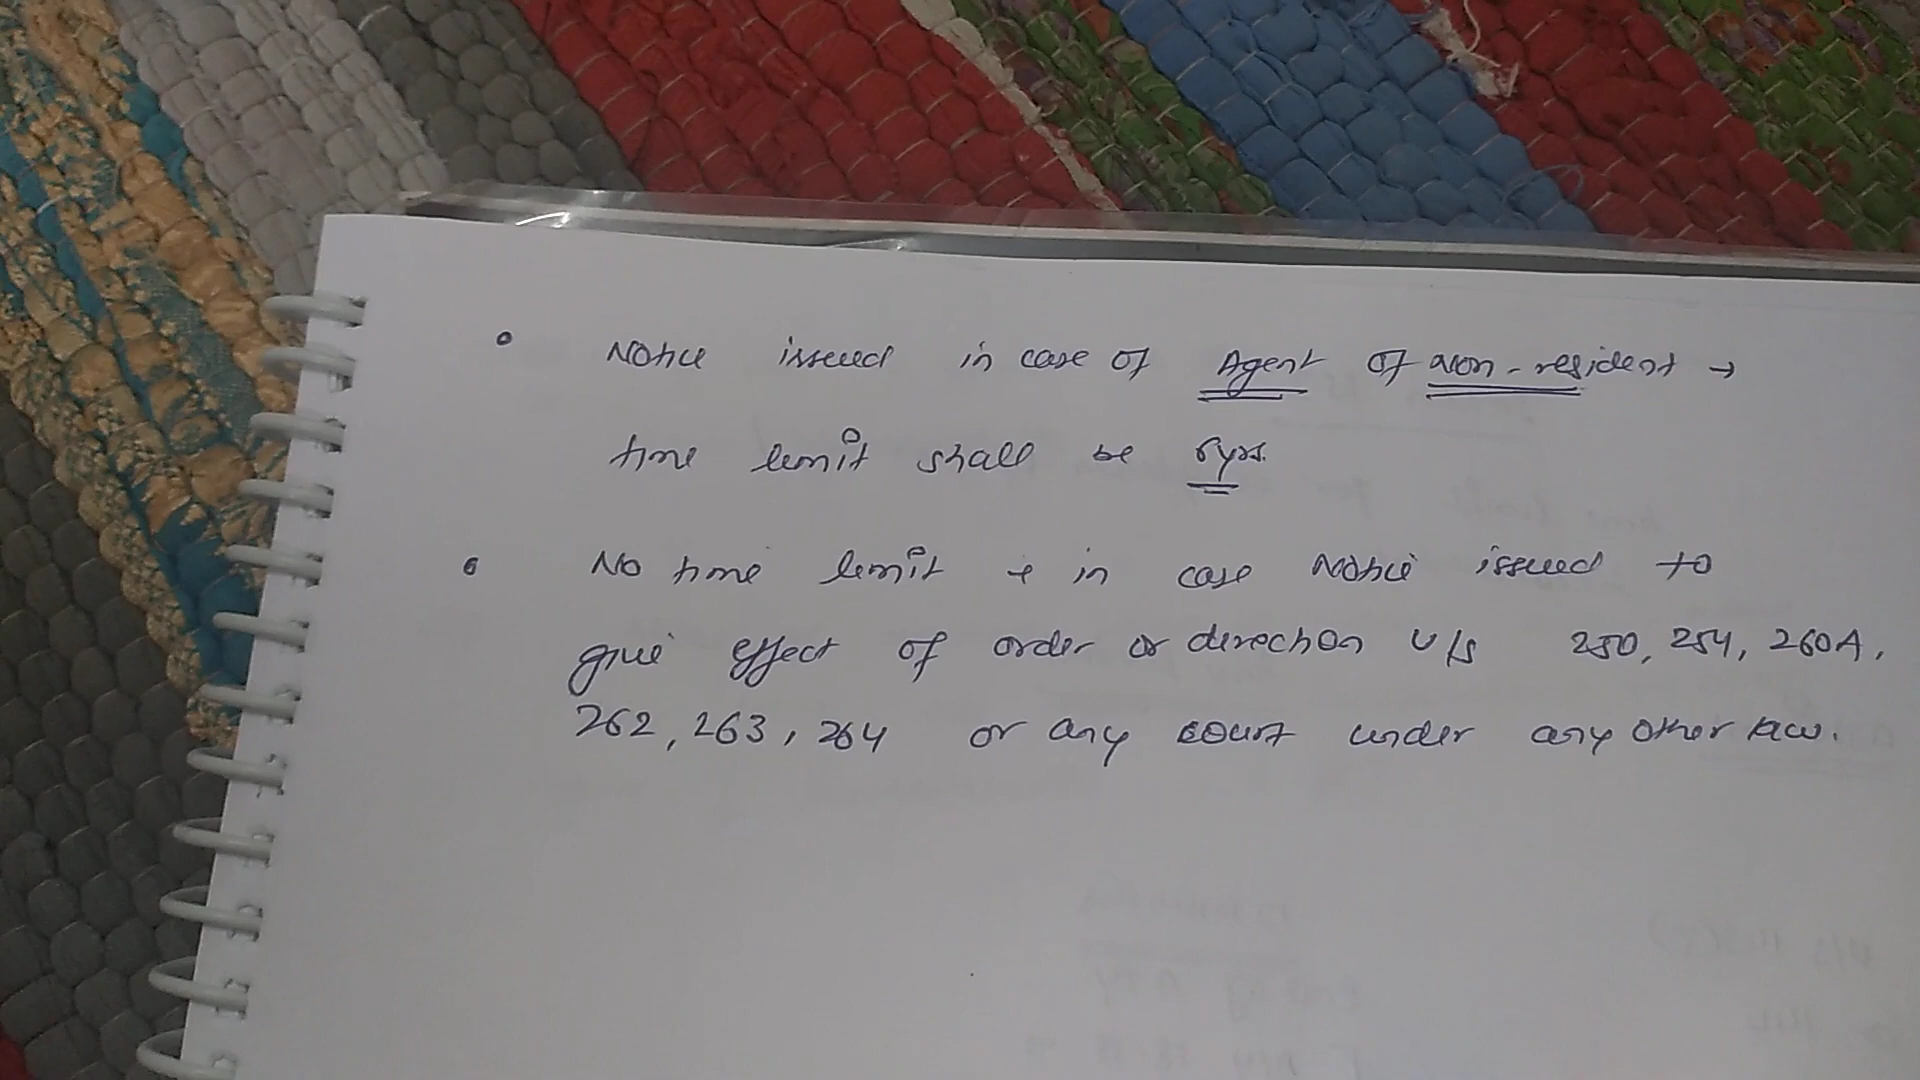 Notice issued in case of Agent of non-resident →
time limit shall be 6yrs.
No time limit → in case Notice issued to
give effect of order or direction u/s 250, 254, 260A,
262, 263, 264 or any court under any other law.